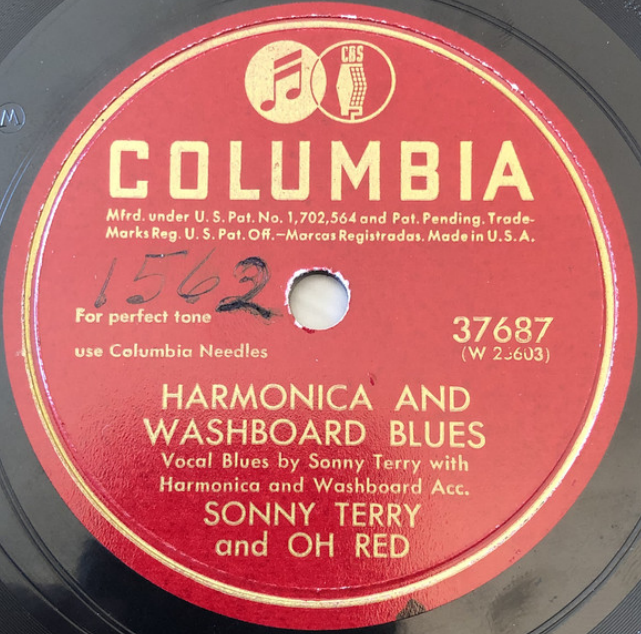 CBS
COLUMBIA
Mfrd. under U. S. Pat. No. 1,702,564 and Pat. Pending. Trade-
Marks Reg. U. S. Pat. Off.—Marcas Registradas. Made in U. S. A.
1562
For perfect tone
use Columbia Needles
37687
HARMONICA AND
WASHBOARD BLUES
Vocal Blues by Sonny Terry with
Harmonica and Washboard Acc.
SONNY TERRY
and OH RED
M